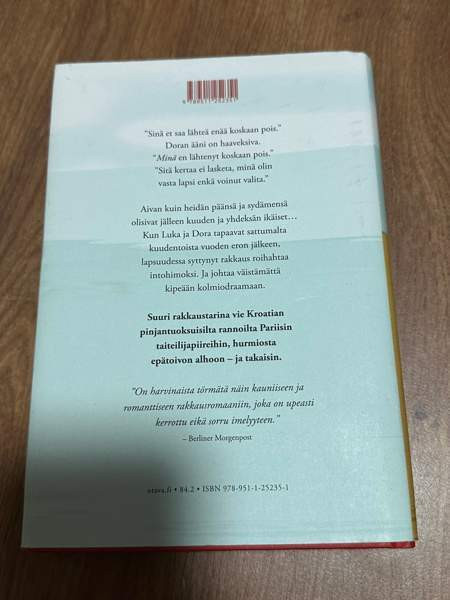 9 789511 252351
"Sinä et saa lähteä enää koskaan pois."
Doran ääni on haaveksiva.
"Minä en lähtenyt koskaan pois."
"Sitä kertaa ei lasketa, minä olin
vasta lapsi enkä voinut valita."
Aivan kuin heidän päänsä ja sydämensä
olisivat jälleen kuuden ja yhdeksän ikäiset…
Kun Luka ja Dora tapaavat sattumalta
kuudentoista vuoden eron jälkeen,
lapsuudessa syttynyt rakkaus roihahtaa
intohimoksi. Ja johtaa väistämättä
kipeään kolmiodraamaan.
Suuri rakkaustarina vie Kroatian
pinjantuoksuisilta rannoilta Pariisin
taiteilijapiireihin, hurmiosta
epätoivon alhoon – ja takaisin.
"On harvinaista törmätä näin kauniiseen ja
romanttiseen rakkausromaaniin, joka on upeasti
kerrottu eikä sorru imelyyteen."
– Berliner Morgenpost
otava.fi • 84.2 • ISBN 978-951-1-25235-1